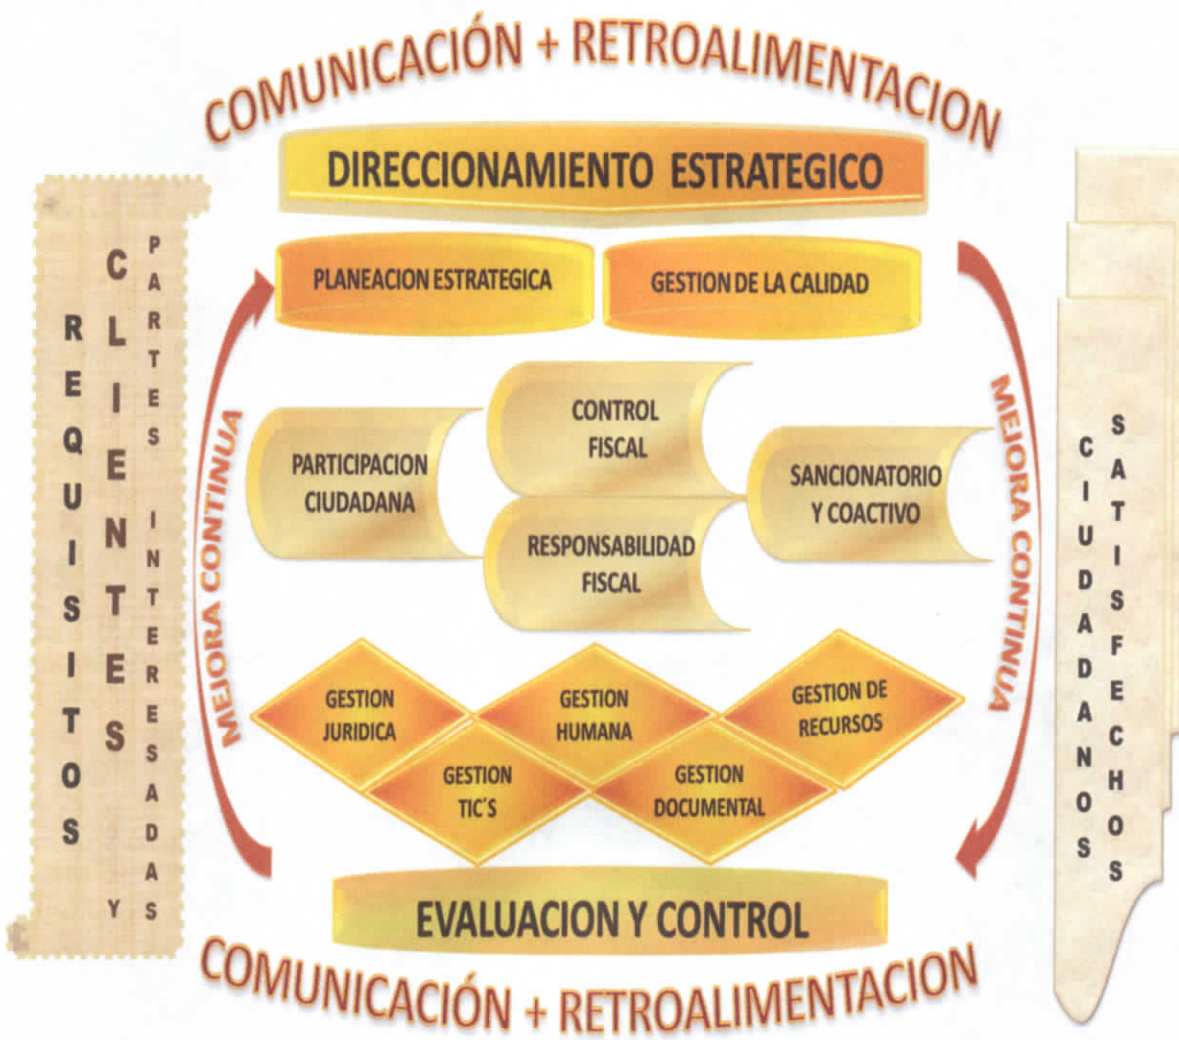 COMUNICACIÓN + RETROALIMENTACION
DIRECCIONAMIENTO ESTRATEGICO
PLANEACION ESTRATEGICA
GESTION DE LA CALIDAD
REQUISITOS
CLIENTES Y
PARTES INTERESADAS
MEJORA CONTINUA
PARTICIPACION
CIUDADANA
CONTROL
FISCAL
RESPONSABILIDAD
FISCAL
SANCIONATORIO
Y COACTIVO
MEJORA CONTINUA
CIUDADANOS
SATISFECHOS
GESTION
JURIDICA
GESTION
HUMANA
GESTION DE
RECURSOS
GESTION
TIC´S
GESTION
DOCUMENTAL
EVALUACION Y CONTROL
COMUNICACIÓN + RETROALIMENTACION